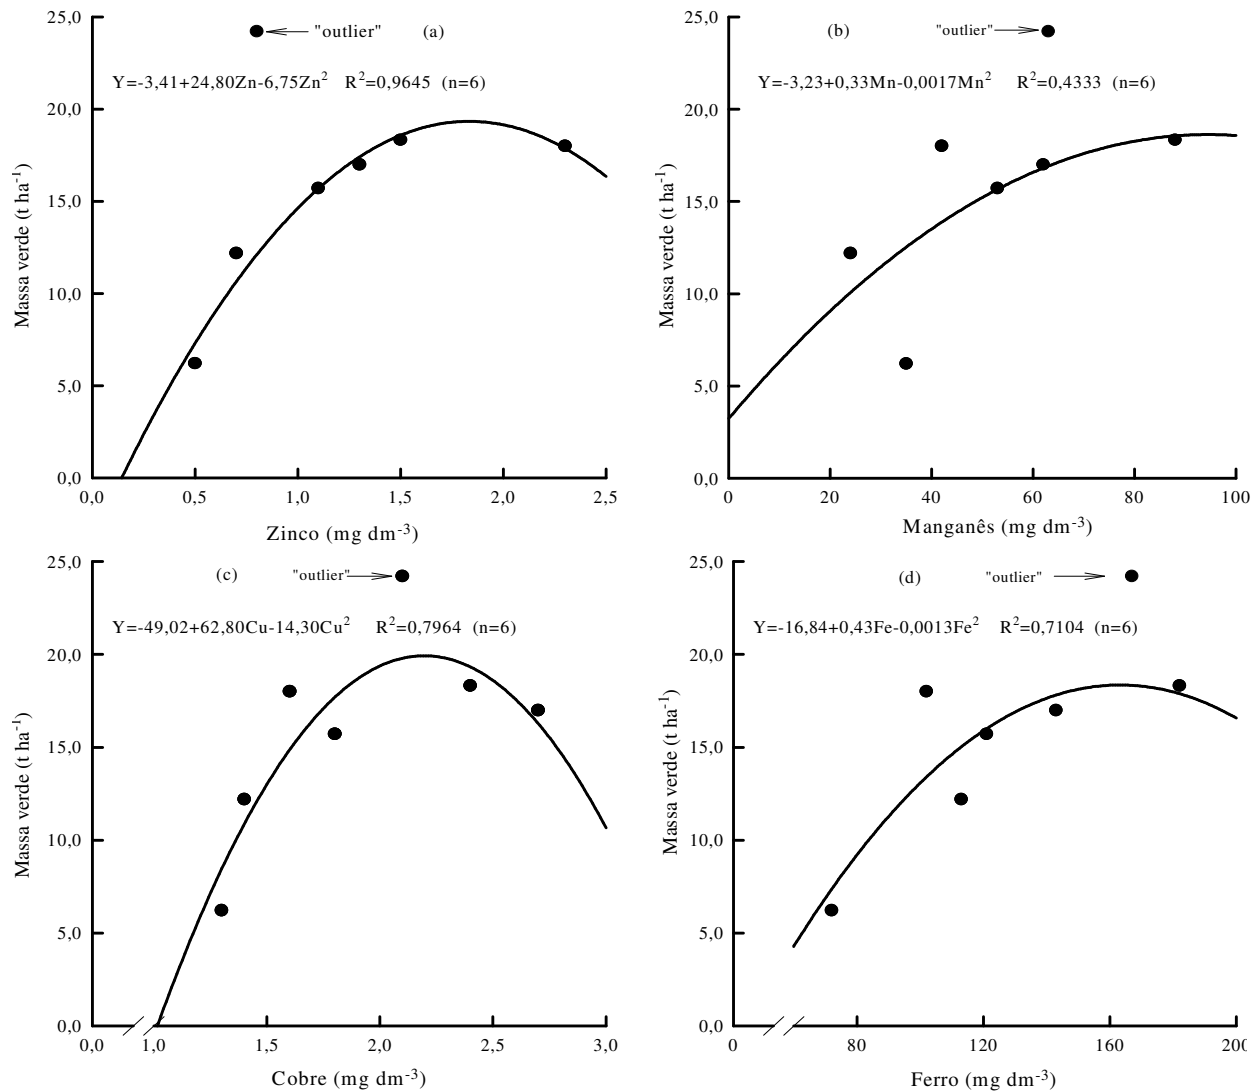 25,0
"outlier" (a)
Y=-3,41+24,80Zn-6,75Zn² R²=0,9645 (n=6)
20,0
15,0
10,0
5,0
0,0
Massa verde (t ha⁻¹)
0,0 0,5 1,0 1,5 2,0 2,5
Zinco (mg dm⁻³)
25,0
(b) "outlier"
Y=-3,23+0,33Mn-0,0017Mn² R²=0,4333 (n=6)
20,0
15,0
10,0
5,0
0,0
Massa verde (t ha⁻¹)
0 20 40 60 80 100
Manganês (mg dm⁻³)
25,0
(c) "outlier"
Y=-49,02+62,80Cu-14,30Cu² R²=0,7964 (n=6)
20,0
15,0
10,0
5,0
0,0
Massa verde (t ha⁻¹)
0,0 1,0 1,5 2,0 2,5 3,0
Cobre (mg dm⁻³)
25,0
(d) "outlier"
Y=-16,84+0,43Fe-0,0013Fe² R²=0,7104 (n=6)
20,0
15,0
10,0
5,0
0,0
Massa verde (t ha⁻¹)
0 80 120 160 200
Ferro (mg dm⁻³)